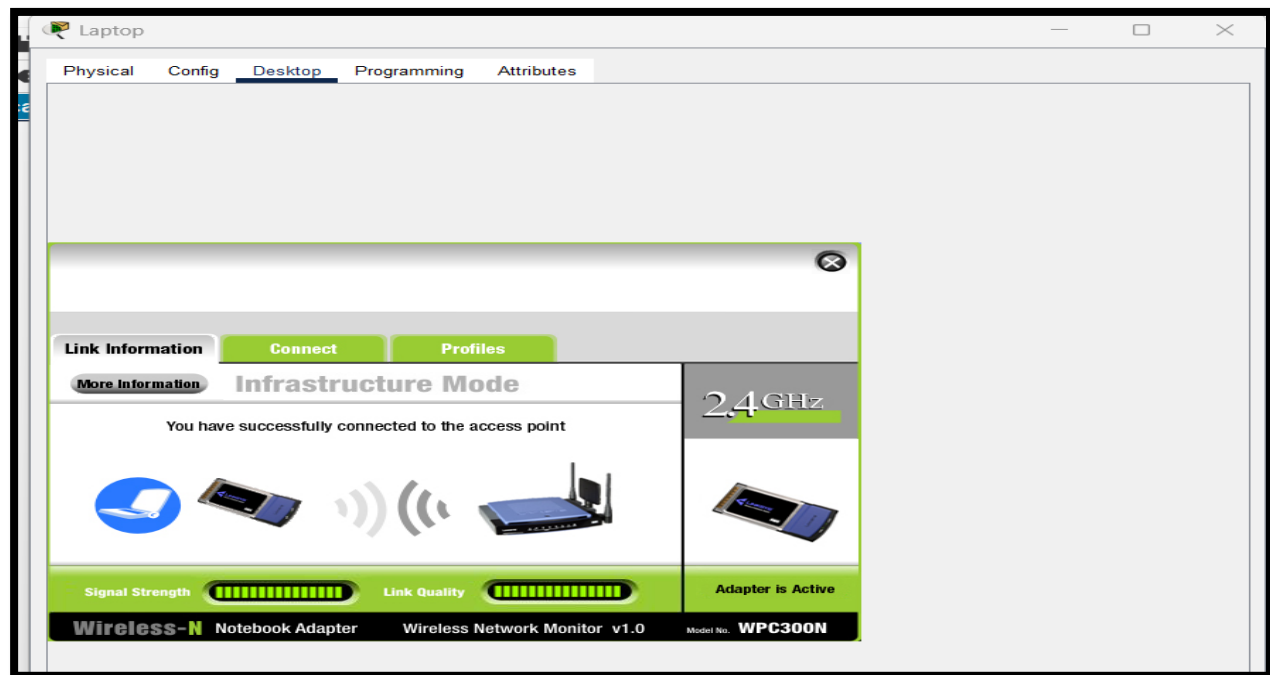 Laptop
Physical Config Desktop Programming Attributes
Link Information Connect Profiles
More Information Infrastructure Mode
2.4GHz
You have successfully connected to the access point
Signal Strength Link Quality Adapter is Active
Wireless-N Notebook Adapter Wireless Network Monitor v1.0 Model No. WPC300N